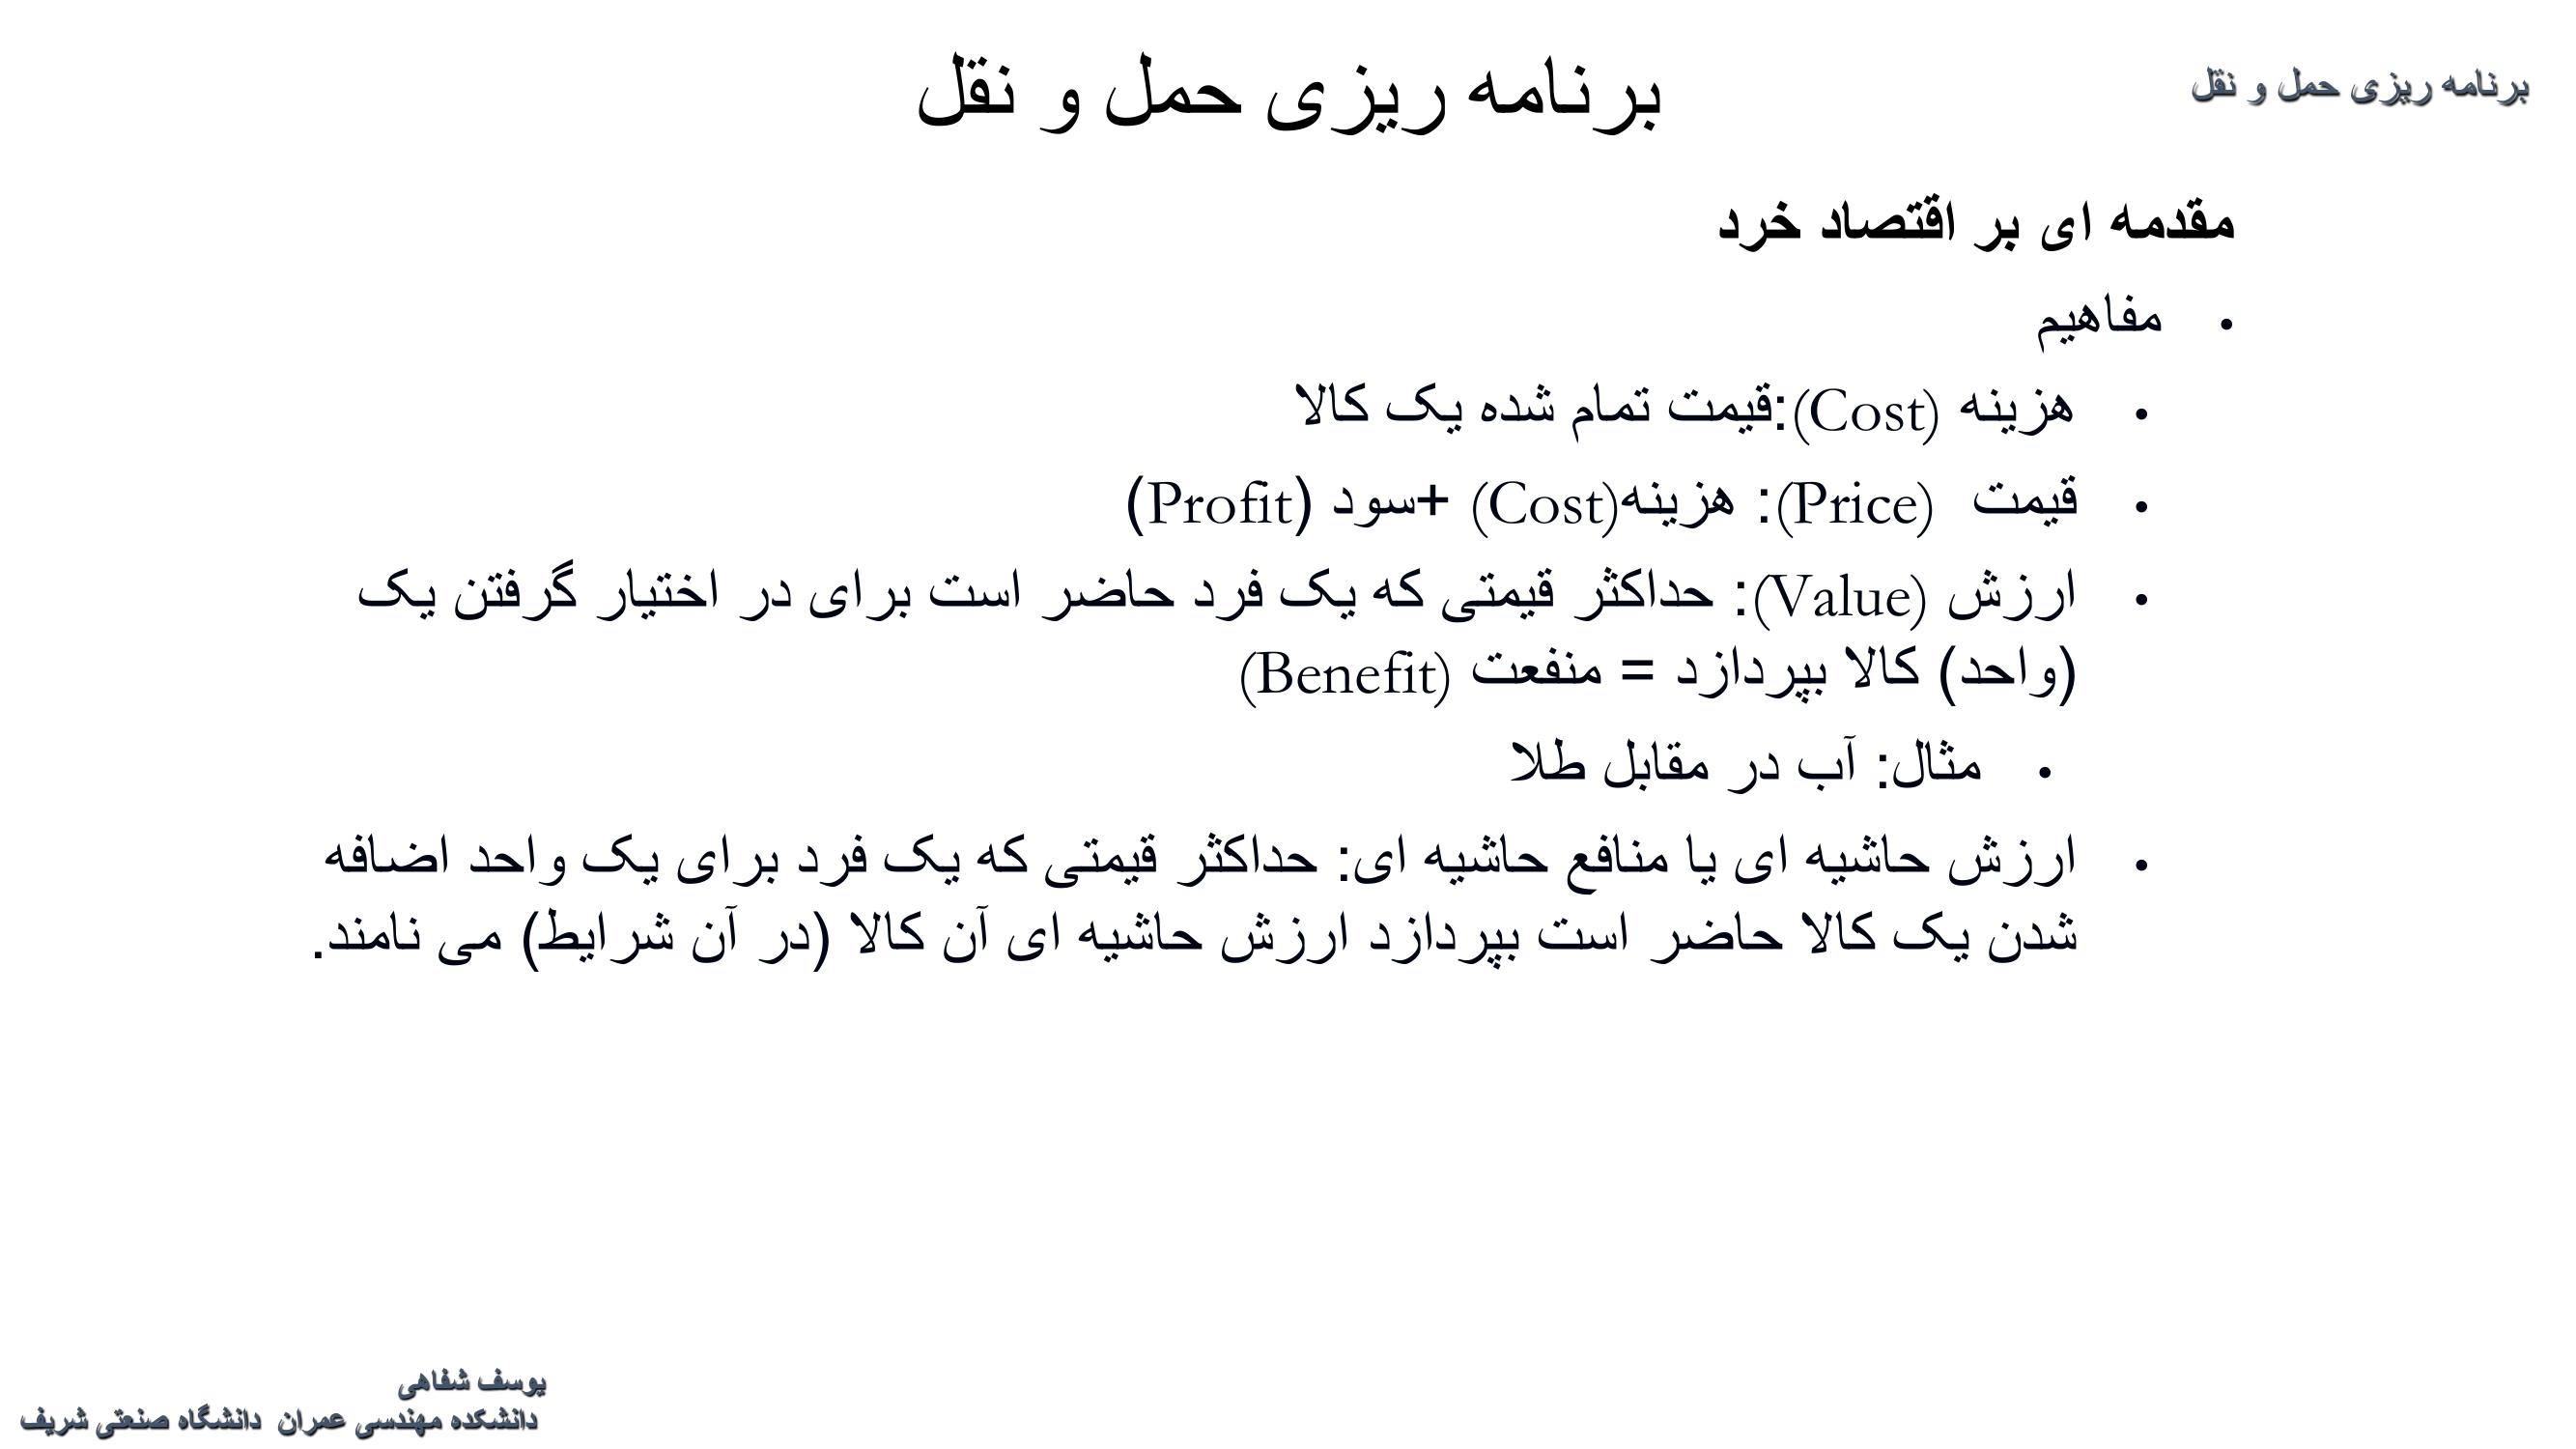 برنامه ریزی حمل و نقل
برنامه ریزی حمل و نقل
مقدمه ای بر اقتصاد خرد
• مفاهیم
• هزینه (Cost):قیمت تمام شده یک کالا
• قیمت (Price): هزینه(Cost) +سود (Profit)
• ارزش (Value): حداکثر قیمتی که یک فرد حاضر است برای در اختیار گرفتن یک
(واحد) کالا بپردازد = منفعت (Benefit)
• مثال: آب در مقابل طلا
• ارزش حاشیه ای یا منافع حاشیه ای: حداکثر قیمتی که یک فرد برای یک واحد اضافه
شدن یک کالا حاضر است بپردازد ارزش حاشیه ای آن کالا (در آن شرایط) می نامند.
یوسف شفاهی
دانشکده مهندسی عمران دانشگاه صنعتی شریف